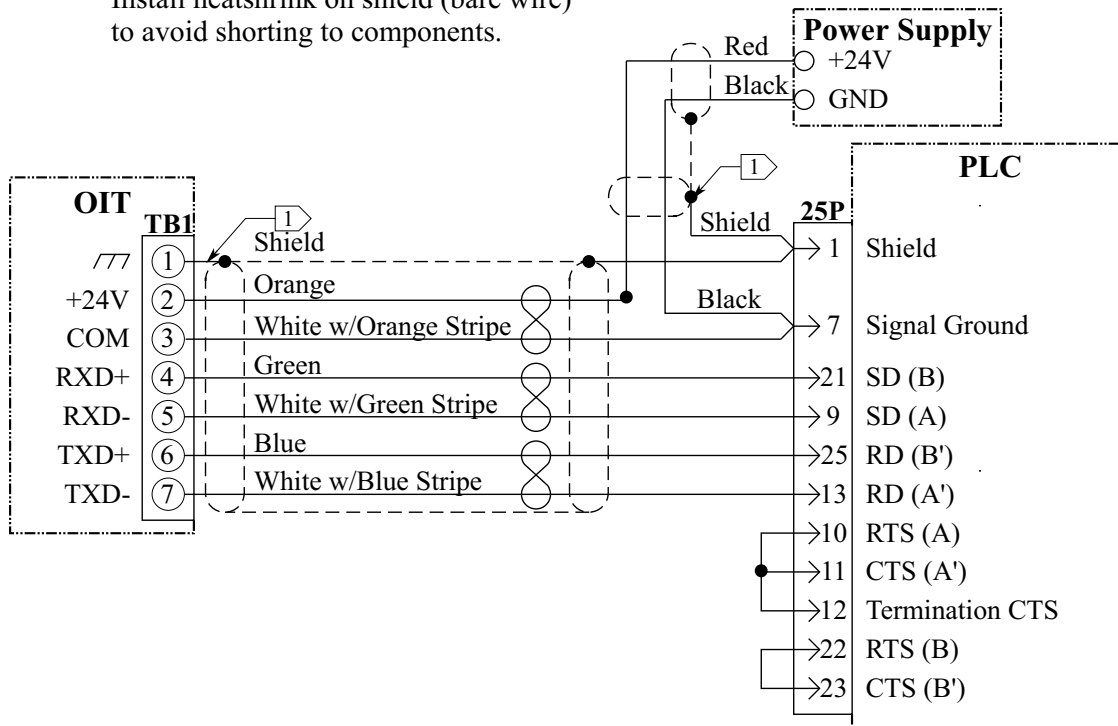 Install heatshrink on shield (bare wire)
to avoid shorting to components.
Power Supply
Red
+24V
Black
GND
1
PLC
OIT
TB1
1
25P
Shield
Shield
1
1
Shield
+24V
2
Orange
COM
3
White w/Orange Stripe
Black
7
Signal Ground
RXD+
4
Green
21
SD (B)
RXD-
5
White w/Green Stripe
9
SD (A)
TXD+
6
Blue
25
RD (B')
TXD-
7
White w/Blue Stripe
13
RD (A')
10
RTS (A)
11
CTS (A')
12
Termination CTS
22
RTS (B)
23
CTS (B')